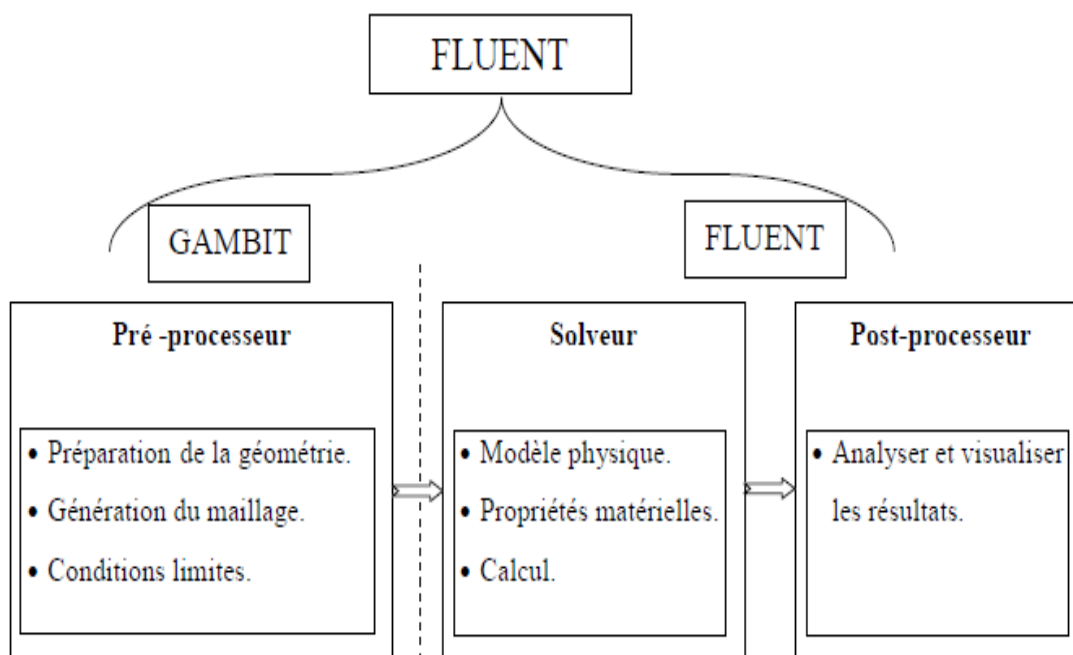 FLUENT
GAMBIT
FLUENT
Pré -processeur
• Préparation de la géométrie.
• Génération du maillage.
• Conditions limites.
Solveur
• Modèle physique.
• Propriétés matérielles.
• Calcul.
Post-processeur
• Analyser et visualiser
les résultats.